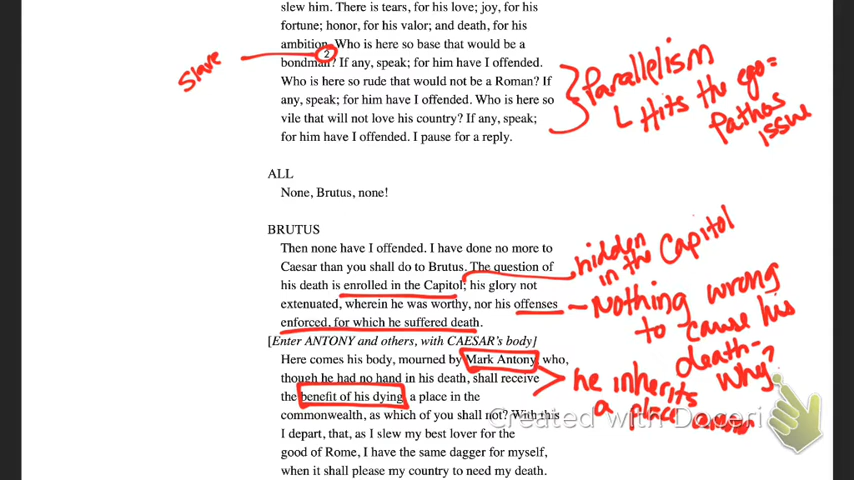 slew him. There is tears, for his love; joy, for his
fortune; honor, for his valor; and death, for his
ambition. Who is here so base that would be a
bondman? If any, speak; for him have I offended.
2
Slave
Who is here so rude that would not be a Roman? If
any, speak; for him have I offended. Who is here so
vile that will not love his country? If any, speak;
for him have I offended. I pause for a reply.
Parallelism
Hits the ego =
Pathos
issue
ALL
None, Brutus, none!
BRUTUS
Then none have I offended. I have done no more to
Caesar than you shall do to Brutus. The question of
his death is enrolled in the Capitol; his glory not
extenuated, wherein he was worthy, nor his offenses
enforced, for which he suffered death.
hidden
in the Capitol
Nothing wrong
to cause his
death-
why?
[Enter ANTONY and others, with CAESAR's body]
Here comes his body, mourned by Mark Antony, who,
though he had no hand in his death, shall receive
the benefit of his dying, a place in the
commonwealth, as which of you shall not? With this
I depart, that, as I slew my best lover for the
good of Rome, I have the same dagger for myself,
when it shall please my country to need my death.
he inherits
a place
Created with Doceri